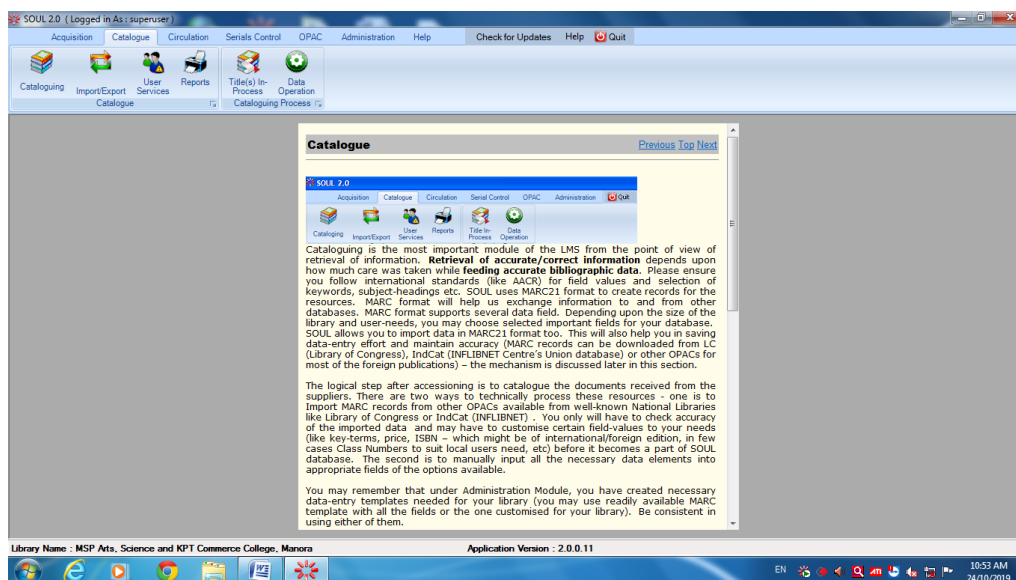 SOUL 2.0 ( Logged in As : superuser )
Acquisition Catalogue Circulation Serials Control OPAC Administration Help Check for Updates Help Quit
Cataloguing Import/Export User Services Reports Title(s) In-Process Data Operation
Catalogue Cataloguing Process
Catalogue Previous Top Next
SOUL 2.0
Acquisition Catalogue Circulation Serial Control OPAC Administration Quit
Cataloging Import/Export User Services Reports Title In-Process Data Operation
Cataloguing is the most important module of the LMS from the point of view of
retrieval of information. Retrieval of accurate/correct information depends upon
how much care was taken while feeding accurate bibliographic data. Please ensure
you follow international standards (like AACR) for field values and selection of
keywords, subject-headings etc. SOUL uses MARC21 format to create records for the
resources. MARC format will help us exchange information to and from other
databases. MARC format supports several data field. Depending upon the size of the
library and user-needs, you may choose selected important fields for your database.
SOUL allows you to import data in MARC21 format too. This will also help you in saving
data-entry effort and maintain accuracy (MARC records can be downloaded from LC
(Library of Congress), IndCat (INFLIBNET Centre's Union database) or other OPACs for
most of the foreign publications) – the mechanism is discussed later in this section.
The logical step after accessioning is to catalogue the documents received from the
suppliers. There are two ways to technically process these resources - one is to
Import MARC records from other OPACs available from well-known National Libraries
like Library of Congress or IndCat (INFLIBNET) . You only will have to check accuracy
of the imported data and may have to customise certain field-values to your needs
(like key-terms, price, ISBN – which might be of international/foreign edition, in few
cases Class Numbers to suit local users need, etc) before it becomes a part of SOUL
database. The second is to manually input all the necessary data elements into
appropriate fields of the options available.
You may remember that under Administration Module, you have created necessary
data-entry templates needed for your library (you may use readily available MARC
template with all the fields or the one customised for your library). Be consistent in
using either of them.
Library Name : MSP Arts, Science and KPT Commerce College, Manora Application Version : 2.0.0.11
EN 10:53 AM
24/10/2019